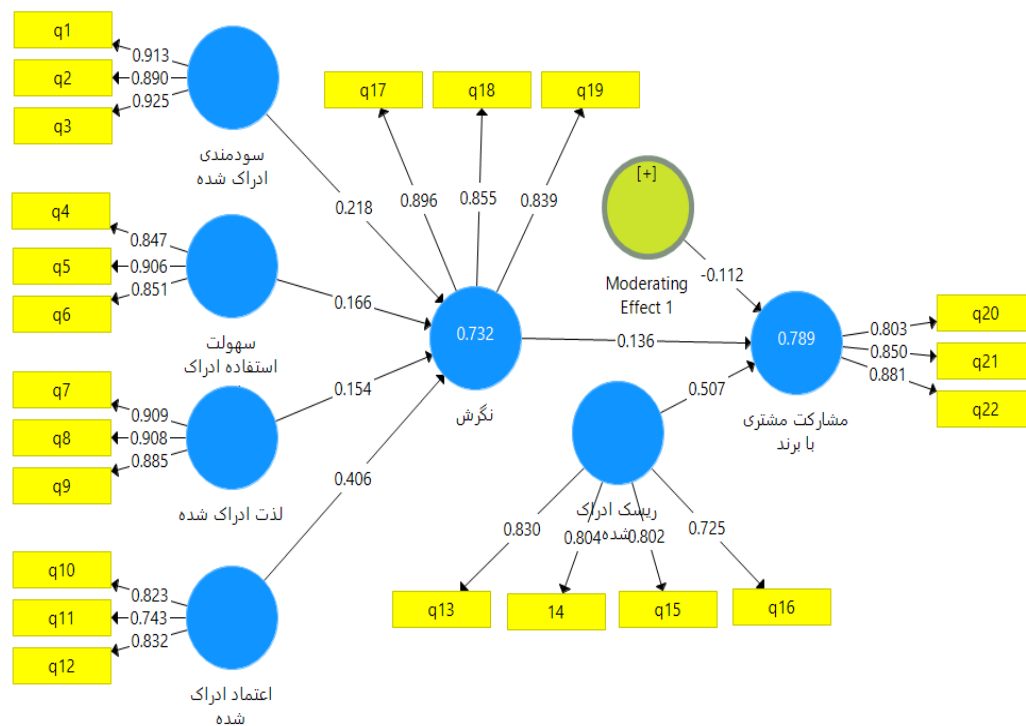 q1
0.913
q2
0.890
q3
0.925
سودمندی
ادراک شده
0.218
q4
0.847
q5
0.906
q6
0.851
سهولت
استفاده ادراک
0.166
q7
0.909
q8
0.908
q9
0.885
لذت ادراک شده
0.154
q10
0.823
q11
0.743
q12
0.832
اعتماد ادراک
شده
0.406
q17
q18
q19
0.896
0.855
0.839
0.732
نگرش
[+]
Moderating
Effect 1
-0.112
0.136
0.789
مشارکت مشتری
با برند
0.803
q20
0.850
q21
0.881
q22
0.507
ریسک ادراک
شده
0.830
0.804
0.802
0.725
q13
14
q15
q16